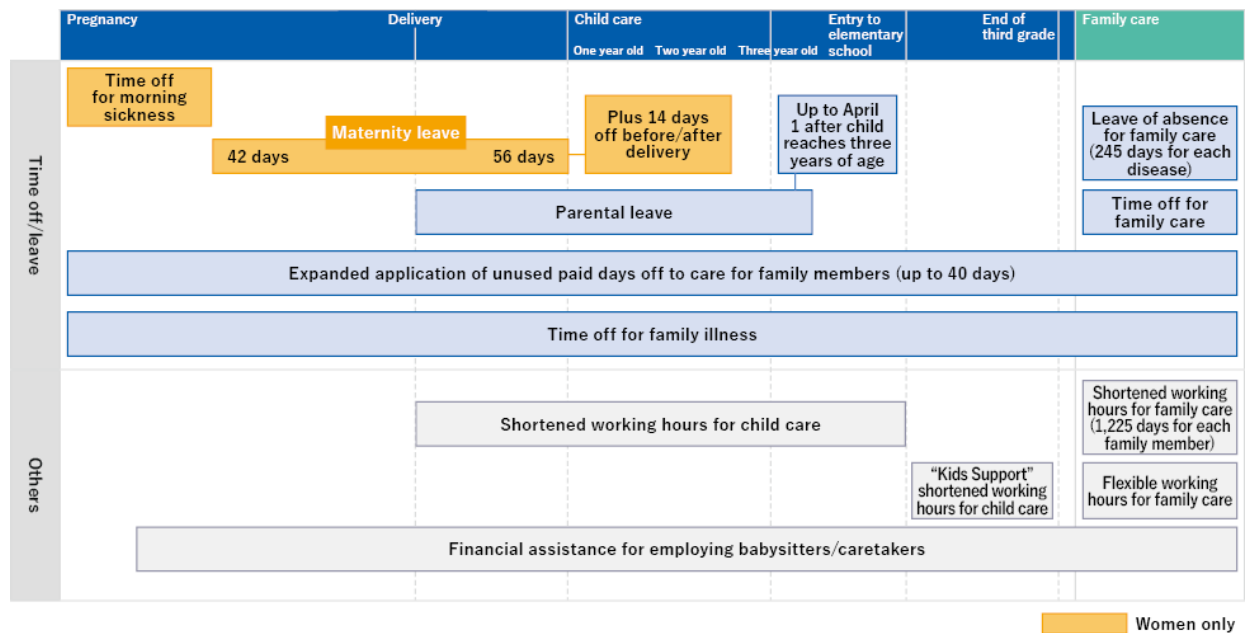 Pregnancy
Delivery
Child care
One year old
Two year old
Three year old
Entry to
elementary
school
End of
third grade
Family care
Time off/leave
Time off
for morning
sickness
42 days
Maternity leave
56 days
Plus 14 days
off before/after
delivery
Up to April
1 after child
reaches three
years of age
Leave of absence
for family care
(245 days for each
disease)
Parental leave
Time off for
family care
Expanded application of unused paid days off to care for family members (up to 40 days)
Time off for family illness
Others
Shortened working hours for child care
Shortened working
hours for family care
(1,225 days for each
family member)
“Kids Support”
shortened working
hours for child care
Flexible working
hours for family care
Financial assistance for employing babysitters/caretakers
Women only